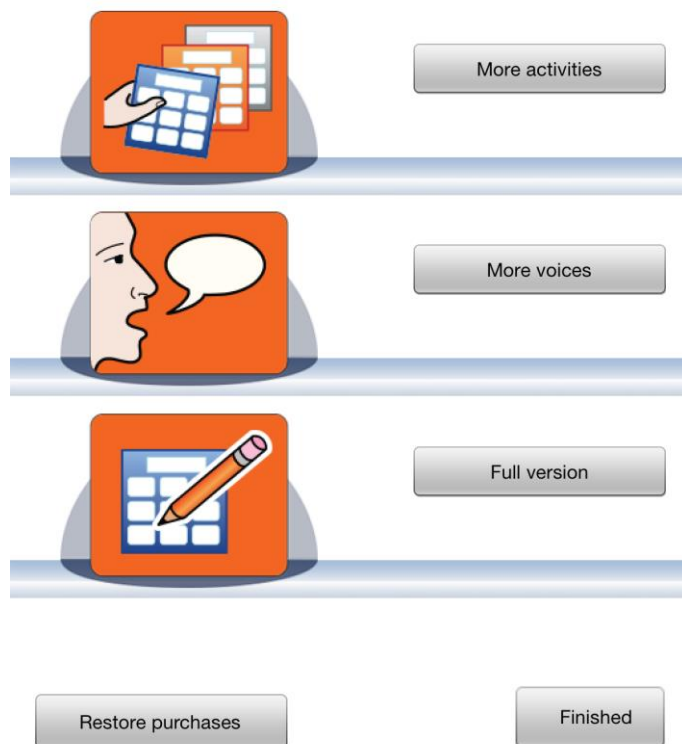 More activities
More voices
Full version
Restore purchases
Finished